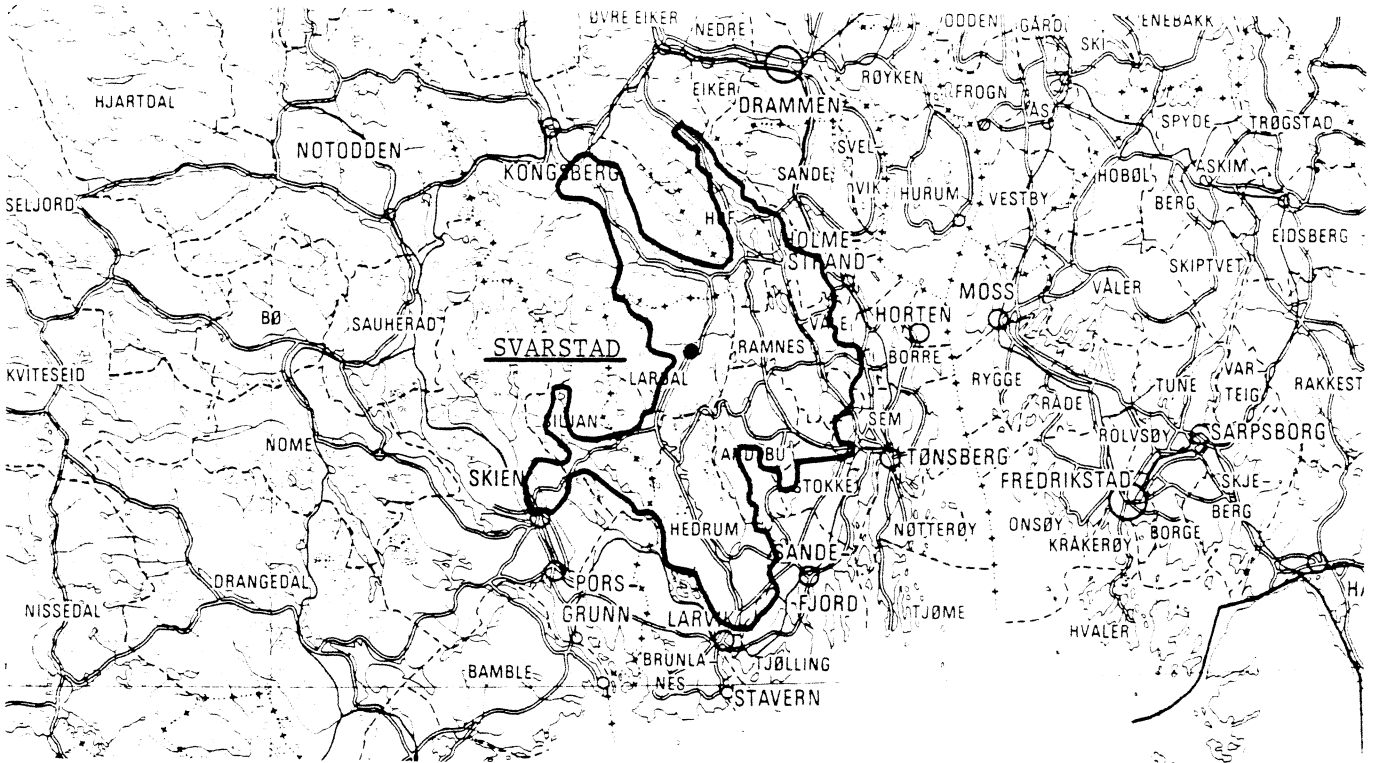 ØVRE EIKER
NEDRE
EIKER
DRAMMEN
RØYKEN
ODDEN
GÅRD
SKI
ENEBAKK
HJARTDAL
NOTODDEN
KONGSBERG
FROGN
ÅS
SPYDE
TRØGSTAD
SVEL-
VIK
SANDE
HURUM
VESTBY
HOBØL
ASKIM
BERG
SELJORD
HOF
HOLME-
STRAND
EIDSBERG
SKIPTVET
VÅLER
MOSS
HORTEN
BORRE
BØ
SAUHERAD
SVARSTAD
LARDAL
RAMNES
VÅLE
RYGGE
RÅDE
TUNE
VAR-
TEIG
RAKKEST
KVITESEID
NOME
SILJAN
SEM
ANDEBU
TØNSBERG
ROLVSØY
SARPSBORG
SKIEN
STOKKE
FREDRIKSTAD
SKJE-
BERG
HEDRUM
NØTTERØY
ONSØY
KRÅKERØY
BORGE
DRANGEDAL
NISSEDAL
PORS-
GRUNN
SANDE-
FJORD
LARVIK
TJØME
HVALER
HA
BAMBLE
BRUNLA-
NES
TJØLLING
STAVERN